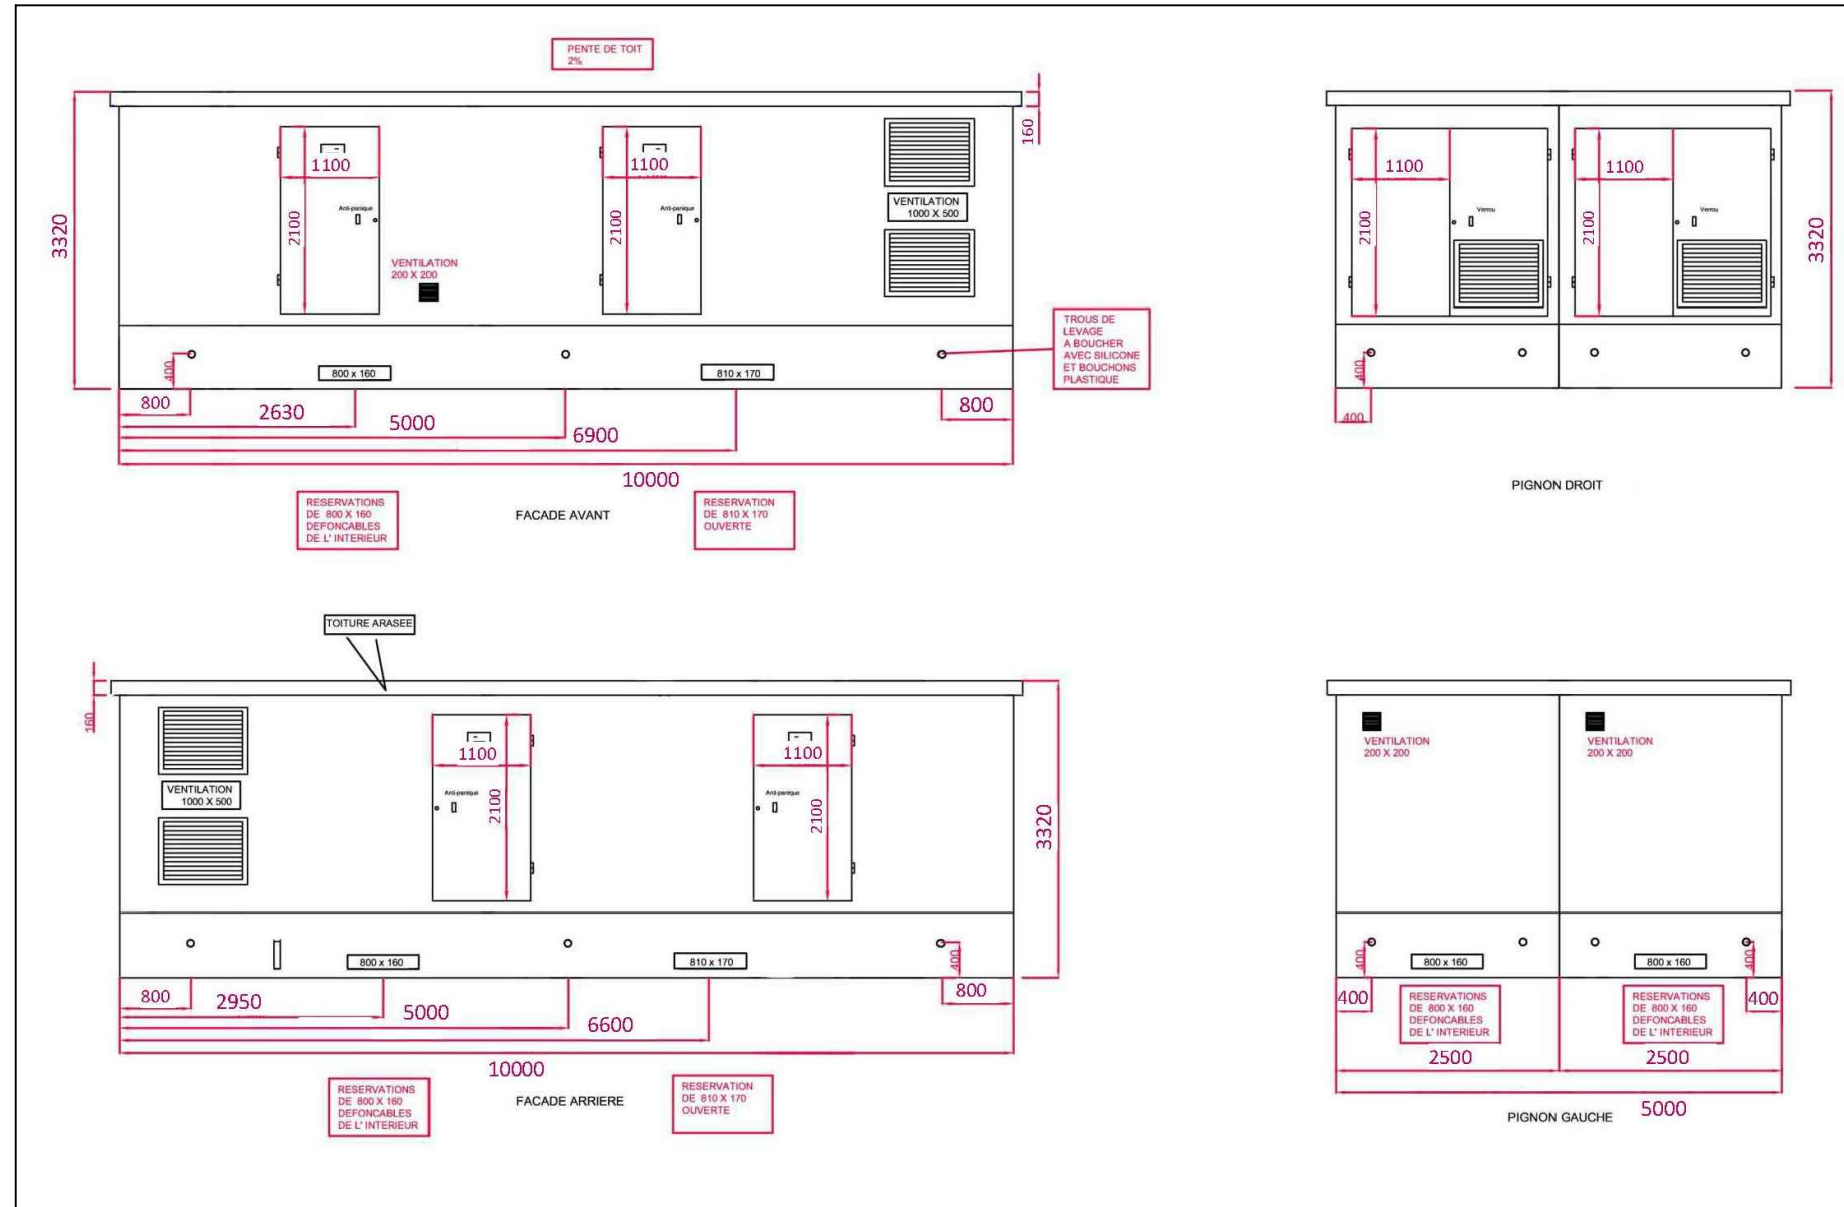 PENTE DE TOIT
2%
3320
160
1100
2100
Anti-panique
1100
2100
Anti-panique
VENTILATION
200 X 200
VENTILATION
1000 X 500
TROUS DE
LEVAGE
A BOUCHER
AVEC SILICONE
ET BOUCHONS
PLASTIQUE
400
800 x 160
810 x 170
800
2630
5000
6900
800
10000
RESERVATIONS
DE 800 X 160
DEFONCABLES
DE L' INTERIEUR
FACADE AVANT
RESERVATION
DE 810 X 170
OUVERTE
1100
2100
Verrou
1100
2100
Verrou
3320
400
400
PIGNON DROIT
TOITURE ARASEE
160
VENTILATION
1000 X 500
1100
2100
Anti-panique
1100
2100
Anti-panique
3320
800 x 160
810 x 170
400
800
2950
5000
6600
800
10000
RESERVATIONS
DE 800 X 160
DEFONCABLES
DE L' INTERIEUR
FACADE ARRIERE
RESERVATION
DE 810 X 170
OUVERTE
VENTILATION
200 X 200
VENTILATION
200 X 200
400
800 x 160
800 x 160
400
400
RESERVATIONS
DE 800 X 160
DEFONCABLES
DE L' INTERIEUR
RESERVATIONS
DE 800 X 160
DEFONCABLES
DE L' INTERIEUR
400
2500
2500
5000
PIGNON GAUCHE